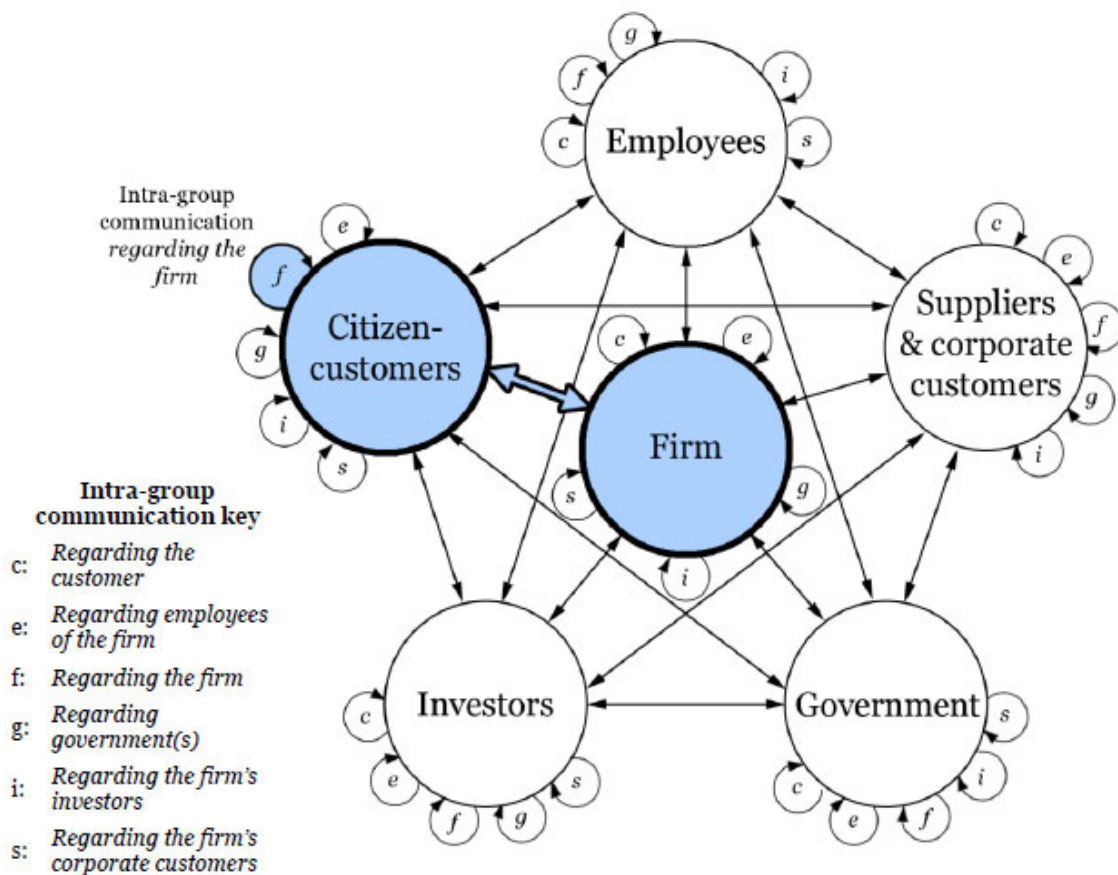 g
f
i
c
Employees
s
Intra-group
communication
regarding the
firm
e
f
g
i
s
Citizen-
customers
c
e
f
g
i
Suppliers
& corporate
customers
c
e
s
g
i
Firm
Intra-group
communication key
c: Regarding the
customer
e: Regarding employees
of the firm
f: Regarding the firm
g: Regarding
government(s)
i: Regarding the firm's
investors
s: Regarding the firm's
corporate customers
Investors
c
e
f
g
s
Government
s
i
f
e
c